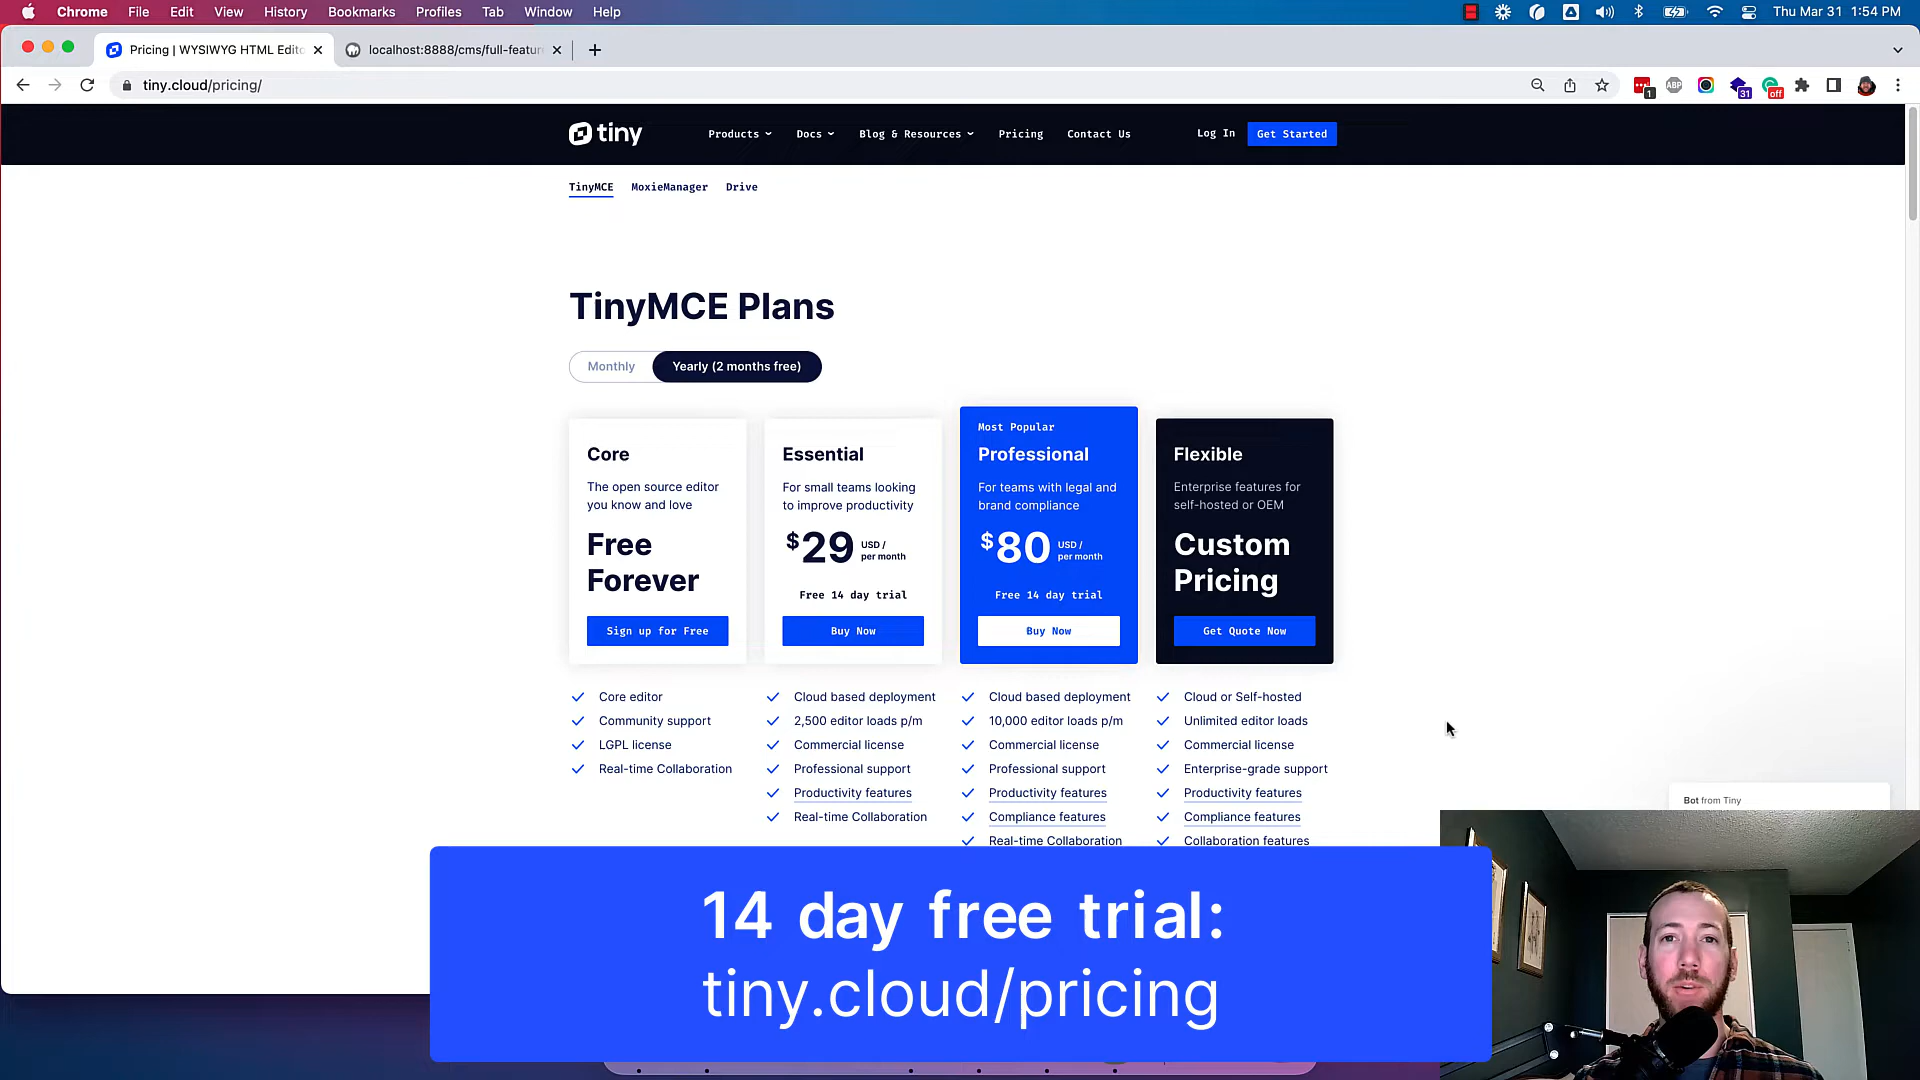 Chrome File Edit View History Bookmarks Profiles Tab Window Help
Thu Mar 31 1:54 PM
Pricing | WYSIWYG HTML Edito
localhost:8888/cms/full-featur
tiny.cloud/pricing/
1
ABP
31
off
tiny
Products Docs Blog & Resources Pricing Contact Us Log In Get Started
TinyMCE MoxieManager Drive
TinyMCE Plans
Monthly Yearly (2 months free)
Core
The open source editor
you know and love
Free
Forever
Sign up for Free
Core editor
Community support
LGPL license
Real-time Collaboration
Essential
For small teams looking
to improve productivity
$29 USD /
per month
Free 14 day trial
Buy Now
Cloud based deployment
2,500 editor loads p/m
Commercial license
Professional support
Productivity features
Real-time Collaboration
Most Popular
Professional
For teams with legal and
brand compliance
$80 USD /
per month
Free 14 day trial
Buy Now
Cloud based deployment
10,000 editor loads p/m
Commercial license
Professional support
Productivity features
Compliance features
Real-time Collaboration
Flexible
Enterprise features for
self-hosted or OEM
Custom
Pricing
Get Quote Now
Cloud or Self-hosted
Unlimited editor loads
Commercial license
Enterprise-grade support
Productivity features
Compliance features
Collaboration features
Bot from Tiny
14 day free trial:
tiny.cloud/pricing